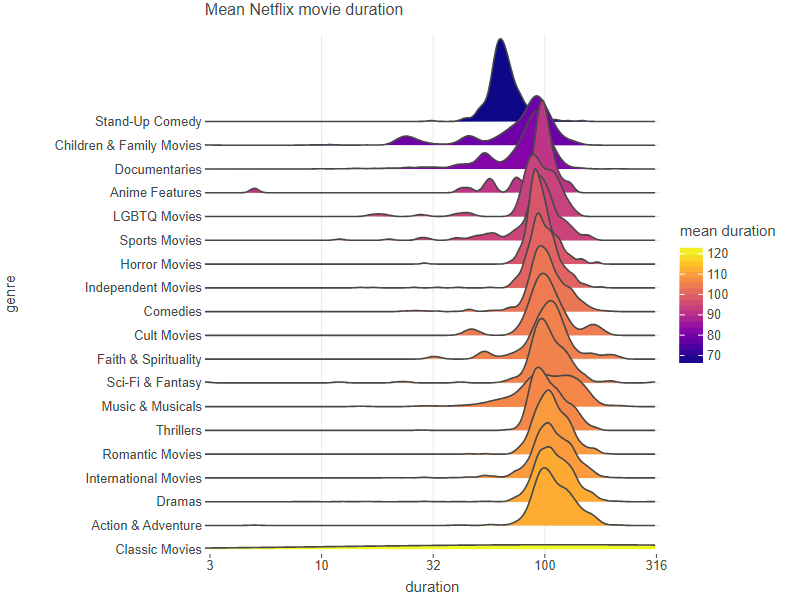 Mean Netflix movie duration
genre
Stand-Up Comedy
Children & Family Movies
Documentaries
Anime Features
LGBTQ Movies
Sports Movies
Horror Movies
Independent Movies
Comedies
Cult Movies
Faith & Spirituality
Sci-Fi & Fantasy
Music & Musicals
Thrillers
Romantic Movies
International Movies
Dramas
Action & Adventure
Classic Movies
3 10 32 100 316
duration
mean duration
120
110
100
90
80
70